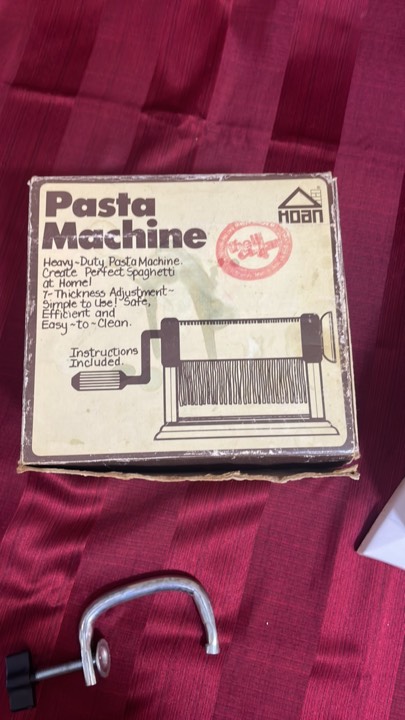 Pasta
Machine
HOAN
Heavy~Duty Pasta Machine.
Create Perfect Spaghetti
at Home!
7~Thickness Adjustment~
Simple to Use! Safe,
Efficient and
Easy~to~Clean.
Instructions
Included.